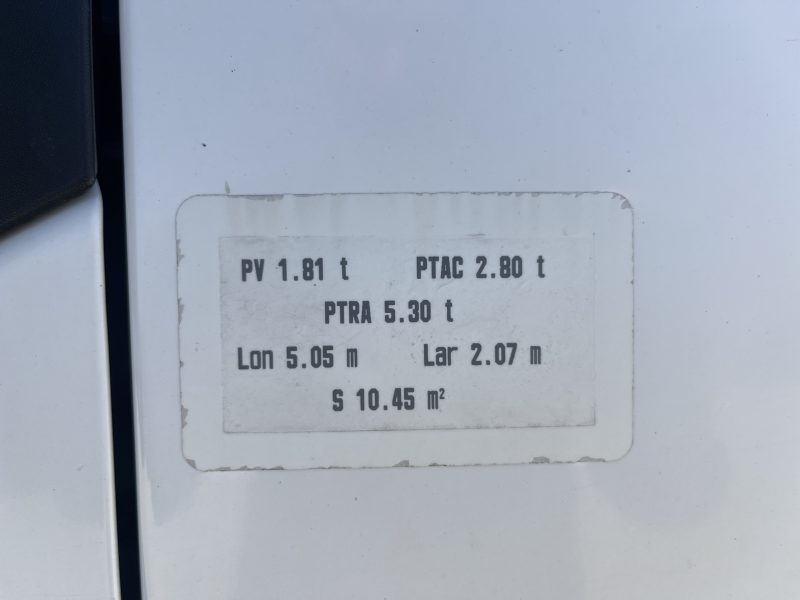 PV 1.81 t PTAC 2.80 t
PTRA 5.30 t
Lon 5.05 m Lar 2.07 m
S 10.45 m²